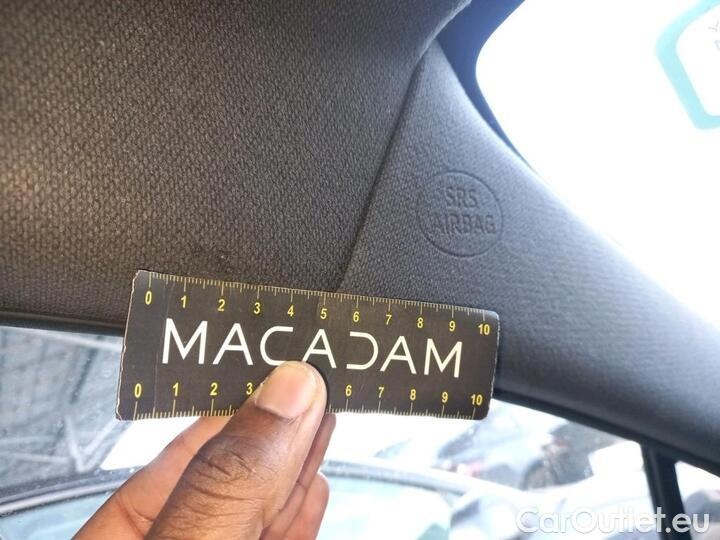 SRS
AIRBAG
0 1 2 3 4 5 6 7 8 9 10
MACADAM
0 1 2 3 6 7 8 9 10
CarOutlet.eu